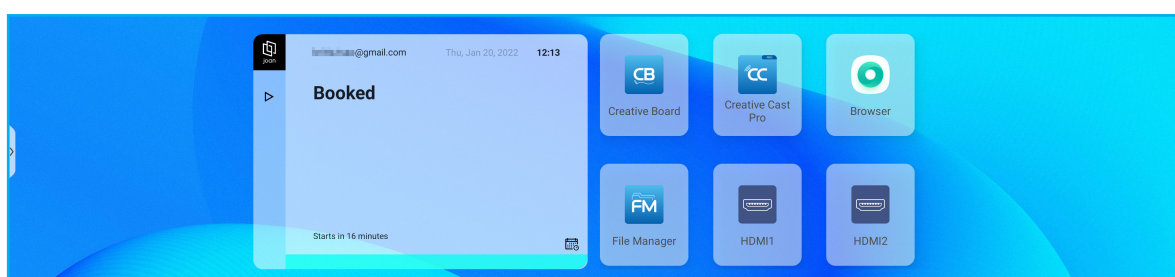 joan
@gmail.com
Thu, Jan 20, 2022
12:13
Booked
Starts in 16 minutes
CB
Creative Board
CC
Creative Cast
Pro
Browser
FM
File Manager
HDMI1
HDMI2